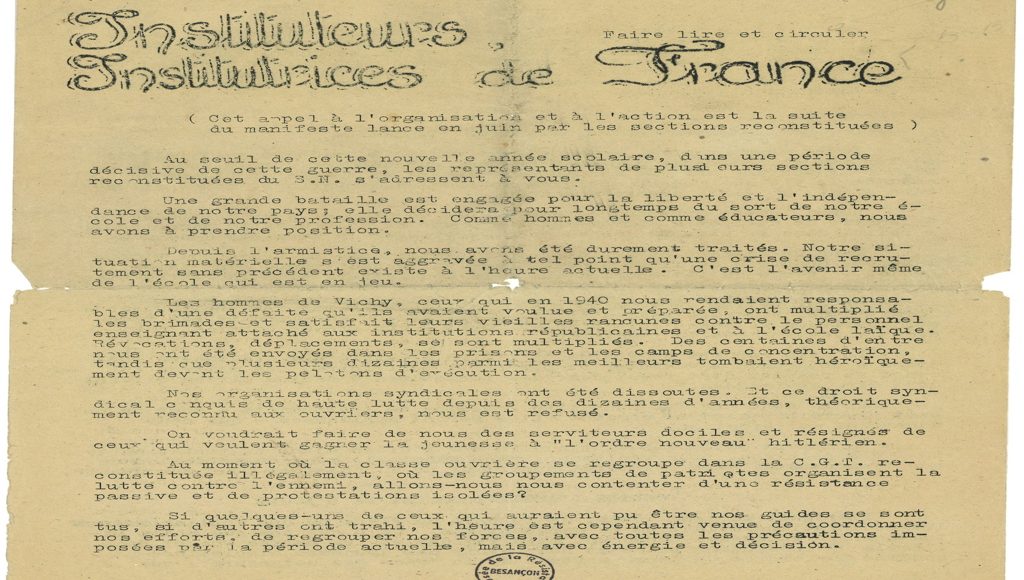 Instituteurs,
Faire lire et circuler
Institutrices de France
( Cet appel à l'organisation et à l'action est la suite
du manifeste lance en juin par les sections reconstituées )
Au seuil de cette nouvelle année scolaire, dans une période
décisive de cette guerre, les représentants de plusieurs sections
reconstituées du S.N. s'adressent à vous.
Une grande bataille est engagée pour la liberté et l'indépen-
dance de notre pays; elle décidera pour longtemps du sort de notre é-
cole et de notre profession. Comme hommes et comme éducateurs, nous
avons à prendre position.
Depuis l'armistice, nous avons été durement traités. Notre si-
tuation matérielle s'est aggravée à tel point qu'une crise de recru-
tement sans précédent existe à l'heure actuelle. C'est l'avenir même
de l'école qui est en jeu.
Les hommes de Vichy, ceux qui en 1940 nous rendaient responsa-
bles d'une défaite qu'ils avaient voulue et préparée, ont multiplié
les brimades et satisfait leurs vieilles rancunes contre le personnel
enseignant attaché aux institutions républicaines et à l'école laïque.
Révocations, déplacements, se sont multipliés. Des centaines d'entre
nous ont été envoyés dans les prisons et les camps de concentration,
tandis que plusieurs dizaines parmi les meilleurs tombaient héroïque-
ment devant les pelotons d'exécution.
Nos organisations syndicales ont été dissoutes. Et ce droit syn-
dical conquis de haute lutte depuis des dizaines d'années, théorique-
ment reconnu aux ouvriers, nous est refusé.
On voudrait faire de nous des serviteurs dociles et résignés de
ceux qui veulent gagner la jeunesse à "l'ordre nouveau" hitlérien.
Au moment où la classe ouvrière se regroupe dans la C.G.T. re-
constituée illégalement, où les groupements de patriotes organisent la
lutte contre l'ennemi, allons-nous nous contenter d'une résistance
passive et de protestations isolées?
Si quelques-uns de ceux qui auraient pu être nos guides se sont
tus, si d'autres ont trahi, l'heure est cependant venue de coordonner
nos efforts, de regrouper nos forces, avec toutes les précautions im-
posées par la période actuelle, mais avec énergie et décision.
de la
BESANÇON